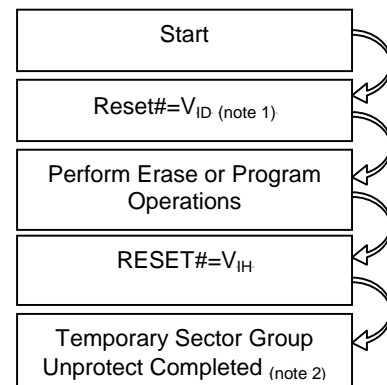 Start
Reset#=VID (note 1)
Perform Erase or Program
Operations
RESET#=VIH
Temporary Sector Group
Unprotect Completed (note 2)